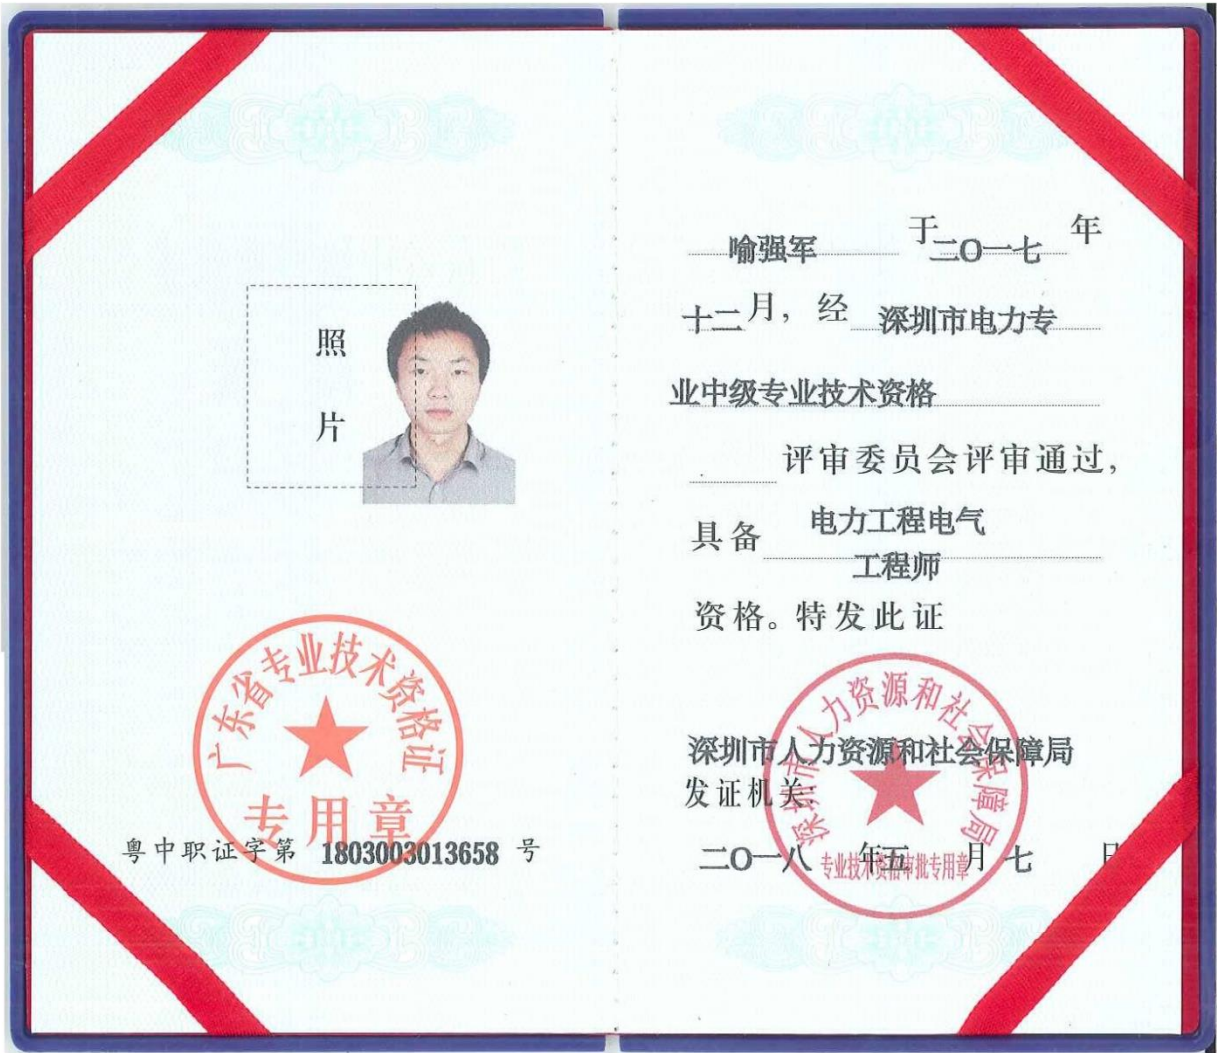 照
片
广东省专业技术资格证
专用章
粤中职证字第 1803003013658 号
喻强军 于二〇一七 年
十二月，经 深圳市电力专
业中级专业技术资格
评审委员会评审通过，
具备 电力工程电气
工程师
资格。特发此证
深圳市人力资源和社会保障局
深圳市人力资源和社会保障局
发证机关
二〇一八 年五 月七 日
专业技术资格审批专用章